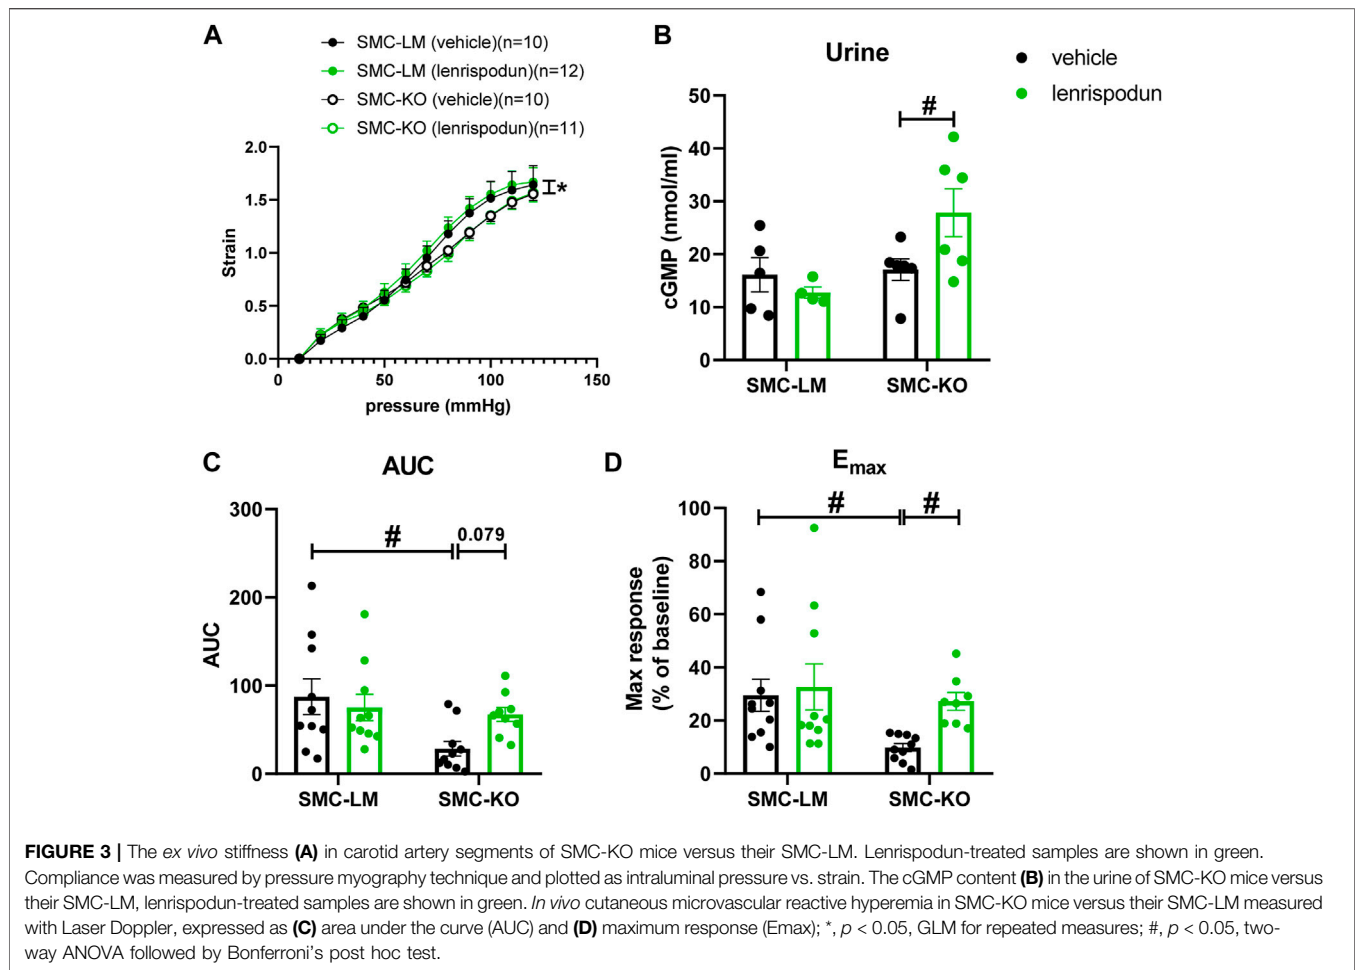 A
SMC-LM (vehicle)(n=10)
SMC-LM (lenrispodun)(n=12)
SMC-KO (vehicle)(n=10)
SMC-KO (lenrispodun)(n=11)
2.0
1.5
1.0
0.5
0.0
Strain
*
0 50 100 150
pressure (mmHg)
B
Urine
vehicle
lenrispodun
50
40
30
20
10
0
cGMP (nmol/ml)
#
SMC-LM SMC-KO
C
AUC
300
200
100
0
AUC
# 0.079
SMC-LM SMC-KO
D
Emax
100
80
60
40
20
0
Max response
(% of baseline)
# #
SMC-LM SMC-KO
FIGURE 3 | The ex vivo stiffness (A) in carotid artery segments of SMC-KO mice versus their SMC-LM. Lenrispodun-treated samples are shown in green.
Compliance was measured by pressure myography technique and plotted as intraluminal pressure vs. strain. The cGMP content (B) in the urine of SMC-KO mice versus
their SMC-LM, lenrispodun-treated samples are shown in green. In vivo cutaneous microvascular reactive hyperemia in SMC-KO mice versus their SMC-LM measured
with Laser Doppler, expressed as (C) area under the curve (AUC) and (D) maximum response (Emax); *, p < 0.05, GLM for repeated measures; #, p < 0.05, two-
way ANOVA followed by Bonferroni's post hoc test.